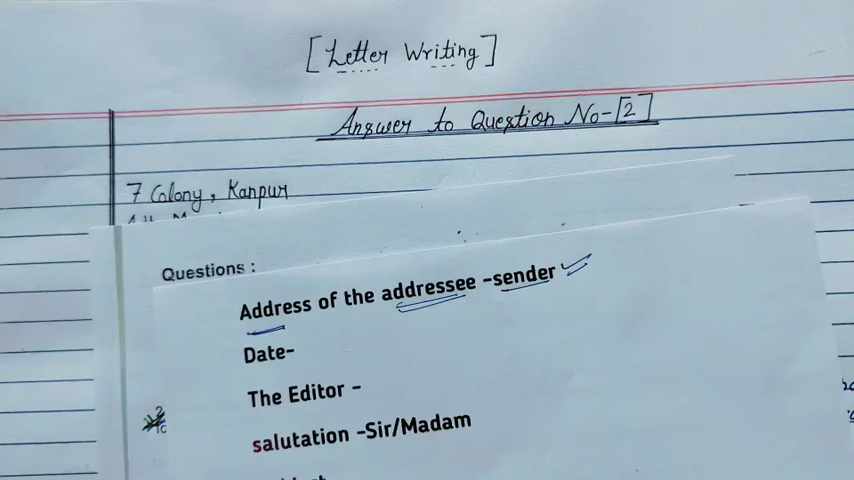 [Letter Writing]
Answer to Question No-[2]
7 Colony, Kanpur
Questions :
Address of the addressee -sender
Date-
The Editor -
salutation -Sir/Madam